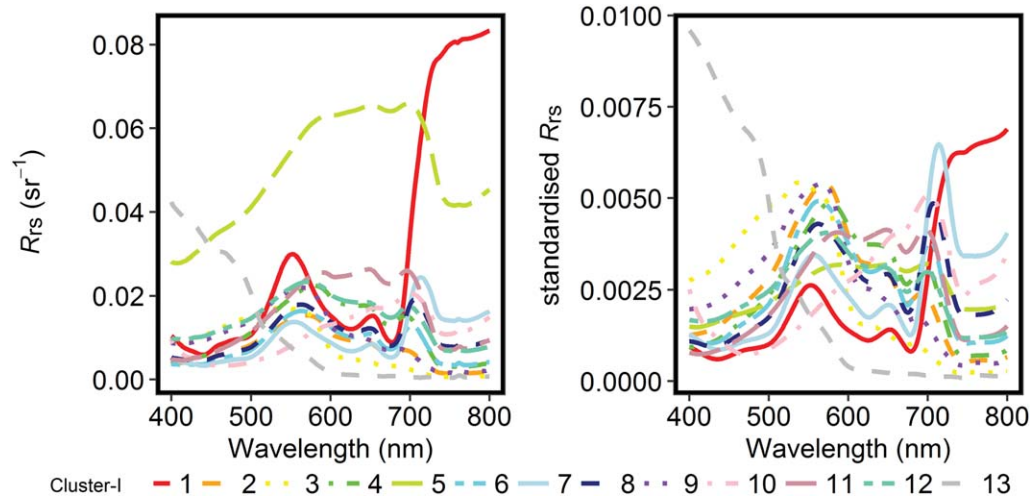 0.08
0.06
0.04
0.02
0.00
Rrs (sr−1)
400 500 600 700 800
Wavelength (nm)
0.0100
0.0075
0.0050
0.0025
0.0000
standardised Rrs
400 500 600 700 800
Wavelength (nm)
Cluster-I 1 2 3 4 5 6 7 8 9 10 11 12 13